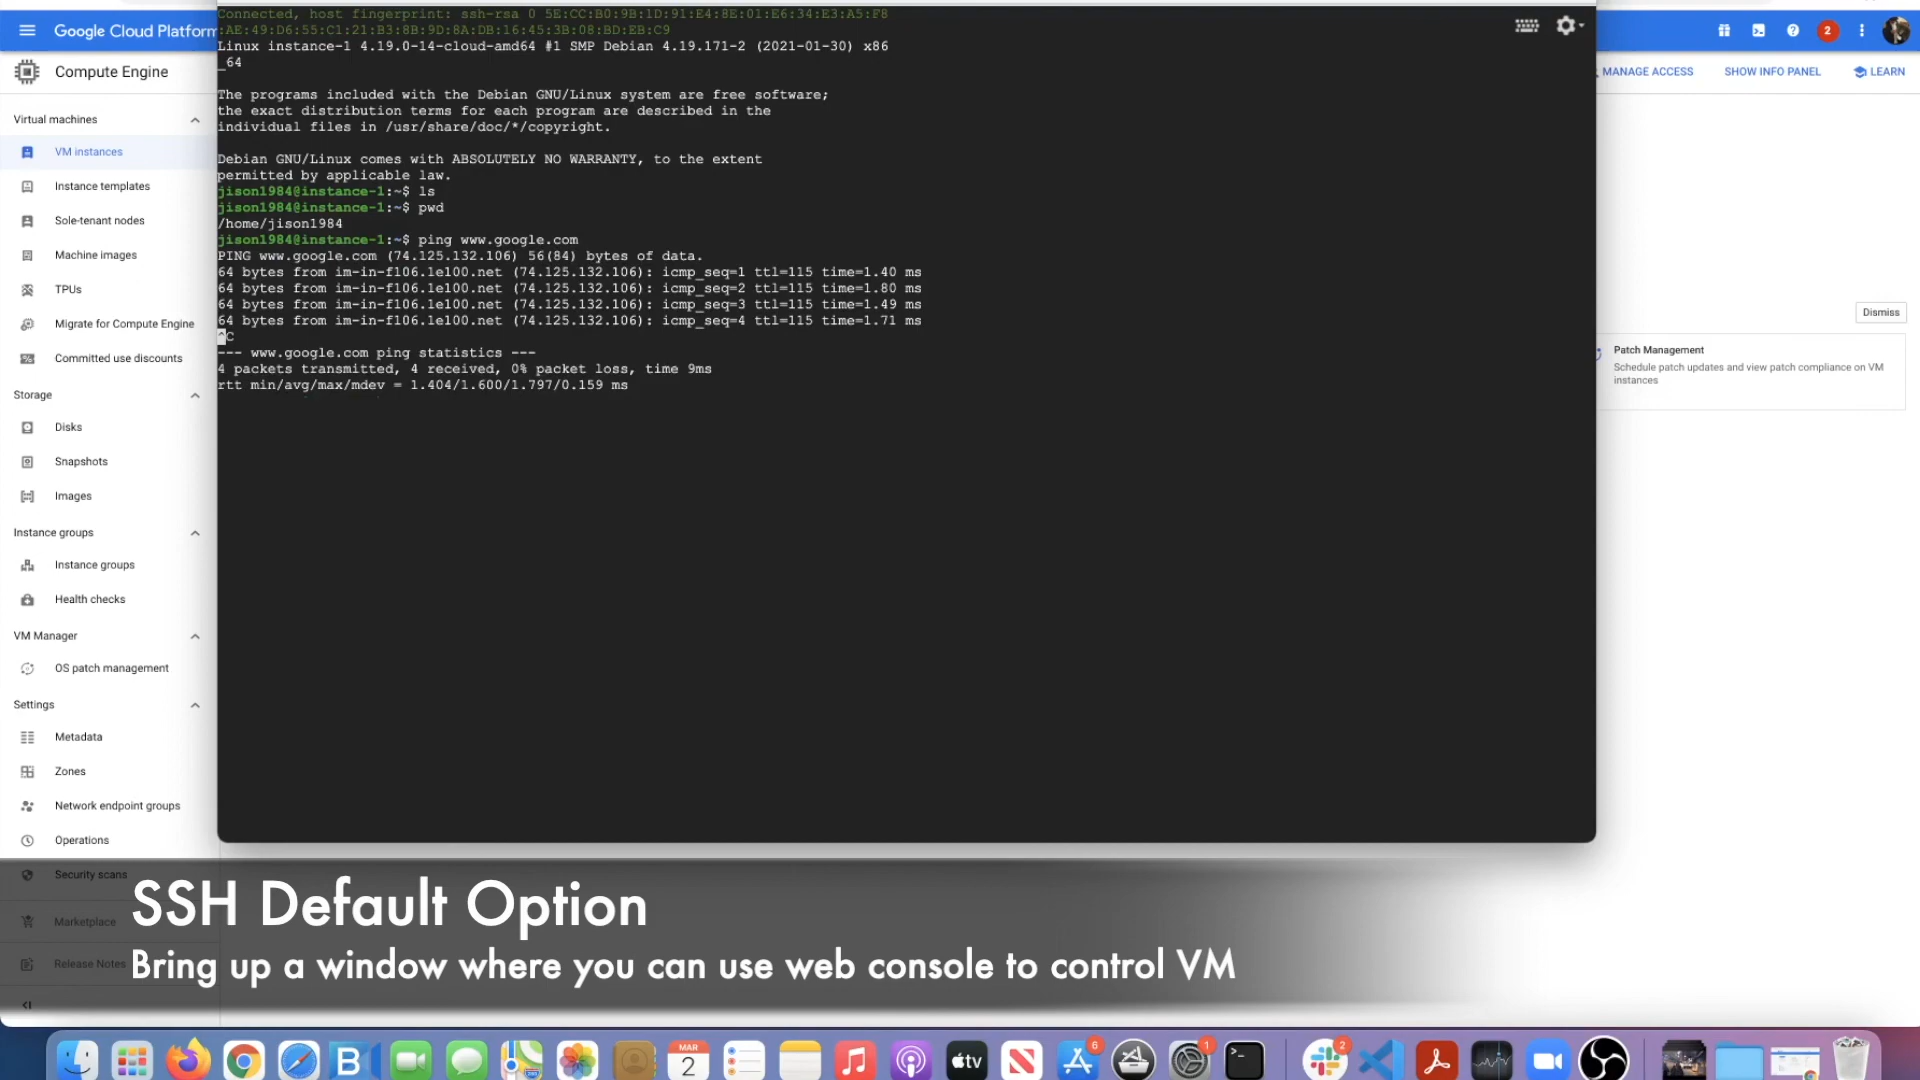 Google Cloud Platform
Compute Engine
MANAGE ACCESS
SHOW INFO PANEL
LEARN
2
Virtual machines
VM instances
Instance templates
Sole-tenant nodes
Machine images
TPUs
Migrate for Compute Engine
Committed use discounts
Storage
Disks
Snapshots
Images
Instance groups
Instance groups
Health checks
VM Manager
OS patch management
Settings
Metadata
Zones
Network endpoint groups
Operations
Security scans
Marketplace
Release Notes
Connected, host fingerprint: ssh-rsa 0 5E:CC:B0:9B:1D:91:E4:8E:01:E6:34:E3:A5:F8
:AE:49:D6:55:C1:21:B3:8B:9D:8A:DB:16:45:3B:08:BD:EB:C9
Linux instance-1 4.19.0-14-cloud-amd64 #1 SMP Debian 4.19.171-2 (2021-01-30) x86
_64
The programs included with the Debian GNU/Linux system are free software;
the exact distribution terms for each program are described in the
individual files in /usr/share/doc/*/copyright.
Debian GNU/Linux comes with ABSOLUTELY NO WARRANTY, to the extent
permitted by applicable law.
jison1984@instance-1:~$ ls
jison1984@instance-1:~$ pwd
/home/jison1984
jison1984@instance-1:~$ ping www.google.com
PING www.google.com (74.125.132.106) 56(84) bytes of data.
64 bytes from im-in-f106.1e100.net (74.125.132.106): icmp_seq=1 ttl=115 time=1.40 ms
64 bytes from im-in-f106.1e100.net (74.125.132.106): icmp_seq=2 ttl=115 time=1.80 ms
64 bytes from im-in-f106.1e100.net (74.125.132.106): icmp_seq=3 ttl=115 time=1.49 ms
64 bytes from im-in-f106.1e100.net (74.125.132.106): icmp_seq=4 ttl=115 time=1.71 ms
^C
--- www.google.com ping statistics ---
4 packets transmitted, 4 received, 0% packet loss, time 9ms
rtt min/avg/max/mdev = 1.404/1.600/1.797/0.159 ms
Dismiss
Patch Management
Schedule patch updates and view patch compliance on VM
instances
SSH Default Option
Bring up a window where you can use web console to control VM
MAR
2
tv
6
1
2